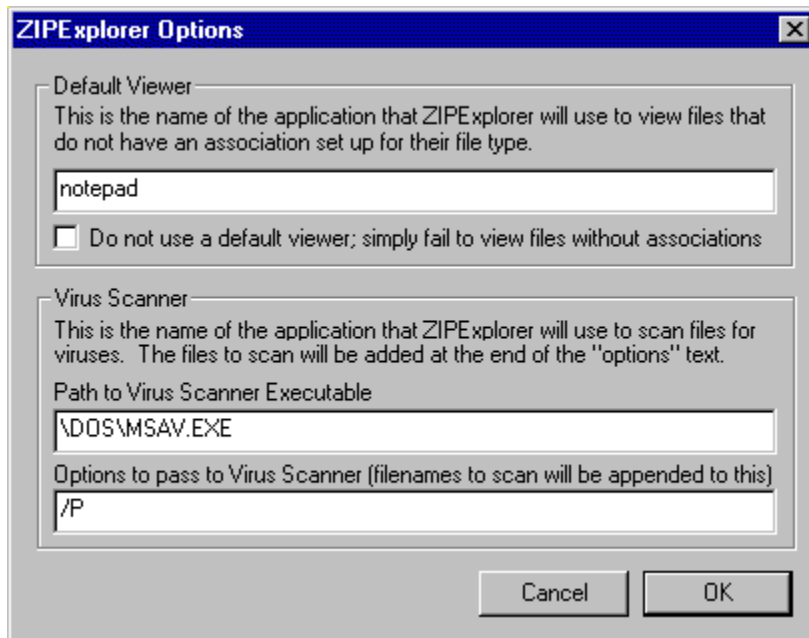 ZIPExplorer Options
Default Viewer
This is the name of the application that ZIPExplorer will use to view files that
do not have an association set up for their file type.
notepad
Do not use a default viewer; simply fail to view files without associations
Virus Scanner
This is the name of the application that ZIPExplorer will use to scan files for
viruses.  The files to scan will be added at the end of the "options" text.
Path to Virus Scanner Executable
\DOS\MSAV.EXE
Options to pass to Virus Scanner (filenames to scan will be appended to this)
/P
Cancel OK